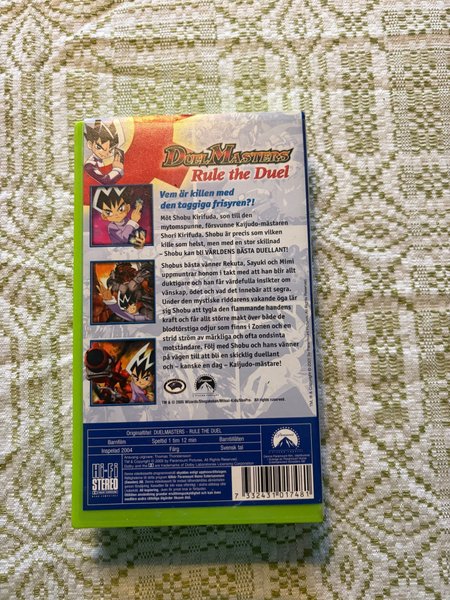 DUEL MASTERS
Rule the Duel
Vem är killen med
den taggiga frisyren?!
Möt Shobu Kirifuda, son till den
mytomspunne, försvunne Kaijudo-mästaren
Shori Kirifuda. Shobu är precis som vilken
kille som helst, men med en stor skillnad
– Shobu kan bli VÄRLDENS BÄSTA DUELLANT!
Shobus bästa vänner Rekuta, Sayuki och Mimi
uppmuntrar honom i takt med att han blir allt
duktigare och han får värdefulla insikter om
vänskap, ödet och vad det innebär att segra.
Under den mystiske riddarens vakande öga lär
sig Shobu att tygla den flammande handens
kraft och får allt större makt över både de
blodtörstiga odjur som finns i Zonen och en
strid ström av märkliga och ofta ondsinta
motståndare. Följ med Shobu och hans vänner
på vägen till att bli en skicklig duellant
och – kanske en dag – Kaijudo-mästare!
Originaltitel: DUELMASTERS - RULE THE DUEL
Barnfilm
Speltid 1 tim 12 min
Barntillåten
Inspelad 2004
Färg
Svensk tal
Hi-Fi
STEREO
Paramount
7 332431 017481